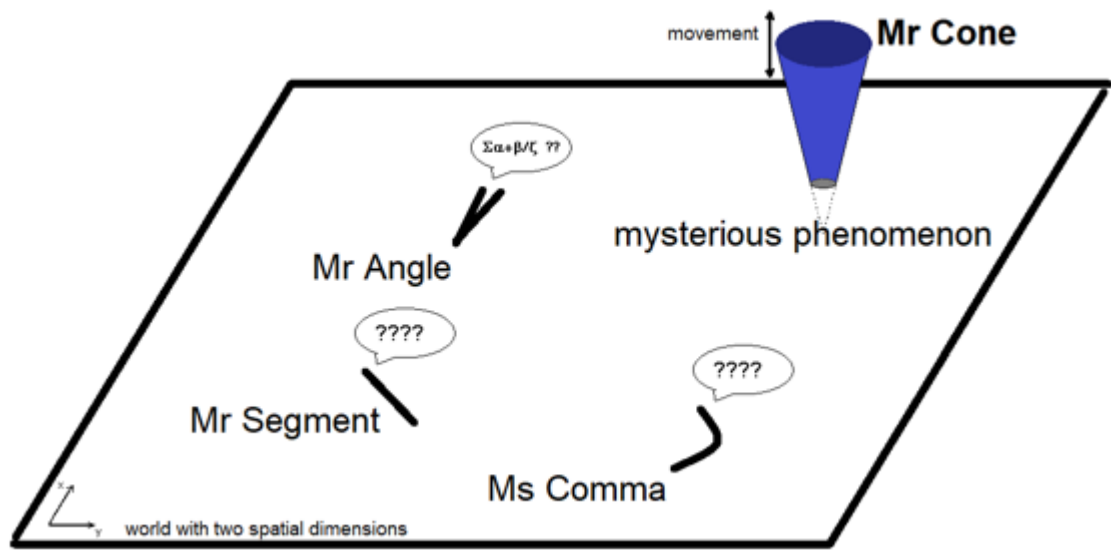 movement
Mr Cone
Σα+β/ζ ??
mysterious phenomenon
Mr Angle
????
????
Mr Segment
Ms Comma
X
Y
world with two spatial dimensions